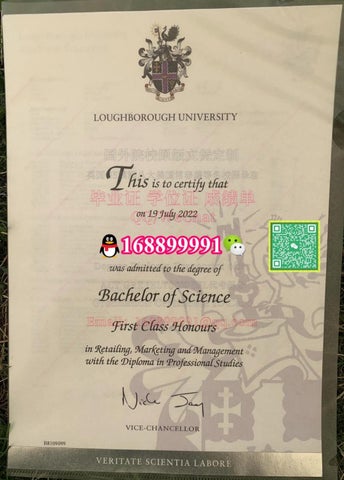 LOUGHBOROUGH UNIVERSITY
This is to certify that
毕业证 学位证 成绩单
on 19 July 2022
168899991
was admitted to the degree of
Bachelor of Science
First Class Honours
in Retailing, Marketing and Management
with the Diploma in Professional Studies
VICE-CHANCELLOR
VERITATE SCIENTIA LABORE